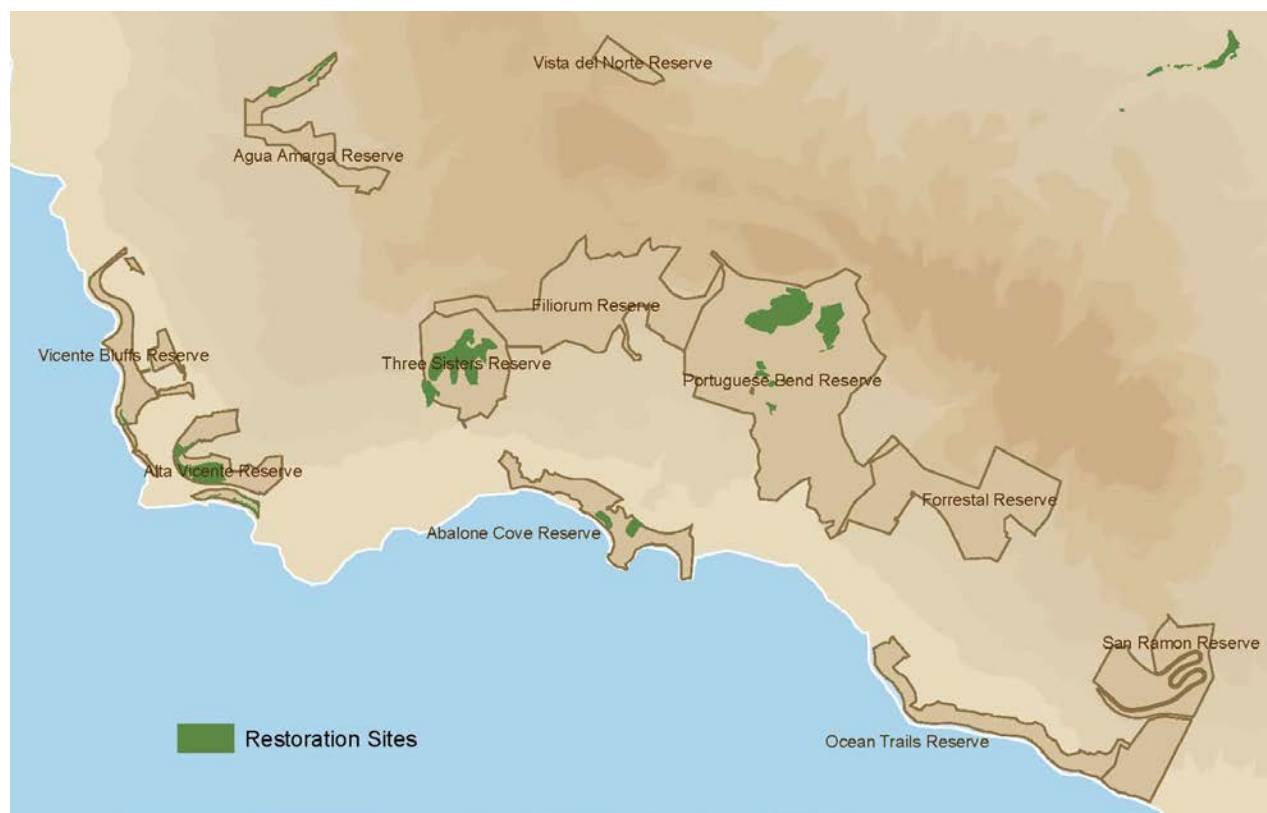 Vista del Norte Reserve
Agua Amarga Reserve
Filiorum Reserve
Vicente Bluffs Reserve
Three Sisters Reserve
Portuguese Bend Reserve
Alta Vicente Reserve
Forrestal Reserve
Abalone Cove Reserve
San Ramon Reserve
Restoration Sites
Ocean Trails Reserve